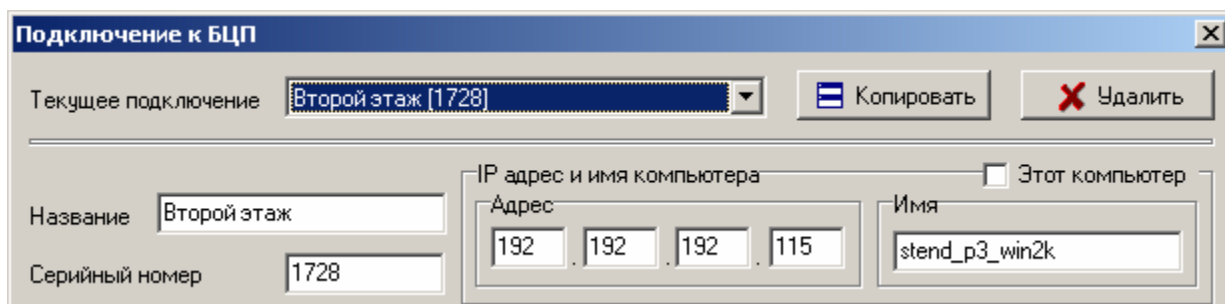 Подключение к БЦП
Текущее подключение Второй этаж [1728] Копировать Удалить
IP адрес и имя компьютера Этот компьютер
Адрес Имя
Название Второй этаж
192 . 192 . 192 . 115 stend_p3_win2k
Серийный номер 1728